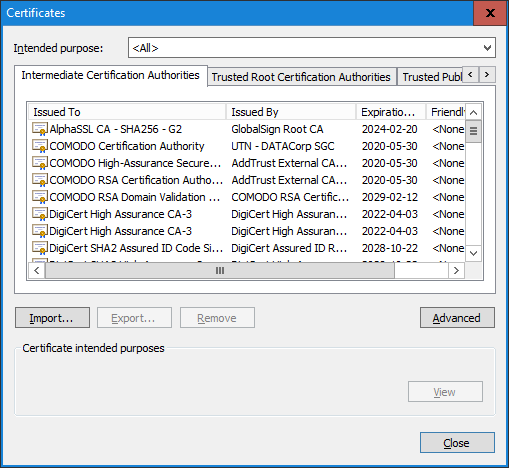 Certificates
Intended purpose: <All>
Intermediate Certification Authorities Trusted Root Certification Authorities Trusted Publ
Issued To Issued By Expiratio... Friendly
AlphaSSL CA - SHA256 - G2 GlobalSign Root CA 2024-02-20 <None
COMODO Certification Authority UTN - DATACorp SGC 2020-05-30 <None
COMODO High-Assurance Secure... AddTrust External CA... 2020-05-30 <None
COMODO RSA Certification Autho... AddTrust External CA... 2020-05-30 <None
COMODO RSA Domain Validation ... COMODO RSA Certific... 2029-02-12 <None
DigiCert High Assurance CA-3 DigiCert High Assuran... 2022-04-03 <None
DigiCert High Assurance CA-3 DigiCert High Assuran... 2022-04-03 <None
DigiCert SHA2 Assured ID Code Si... DigiCert Assured ID R... 2028-10-22 <None
Import... Export... Remove Advanced
Certificate intended purposes
View
Close